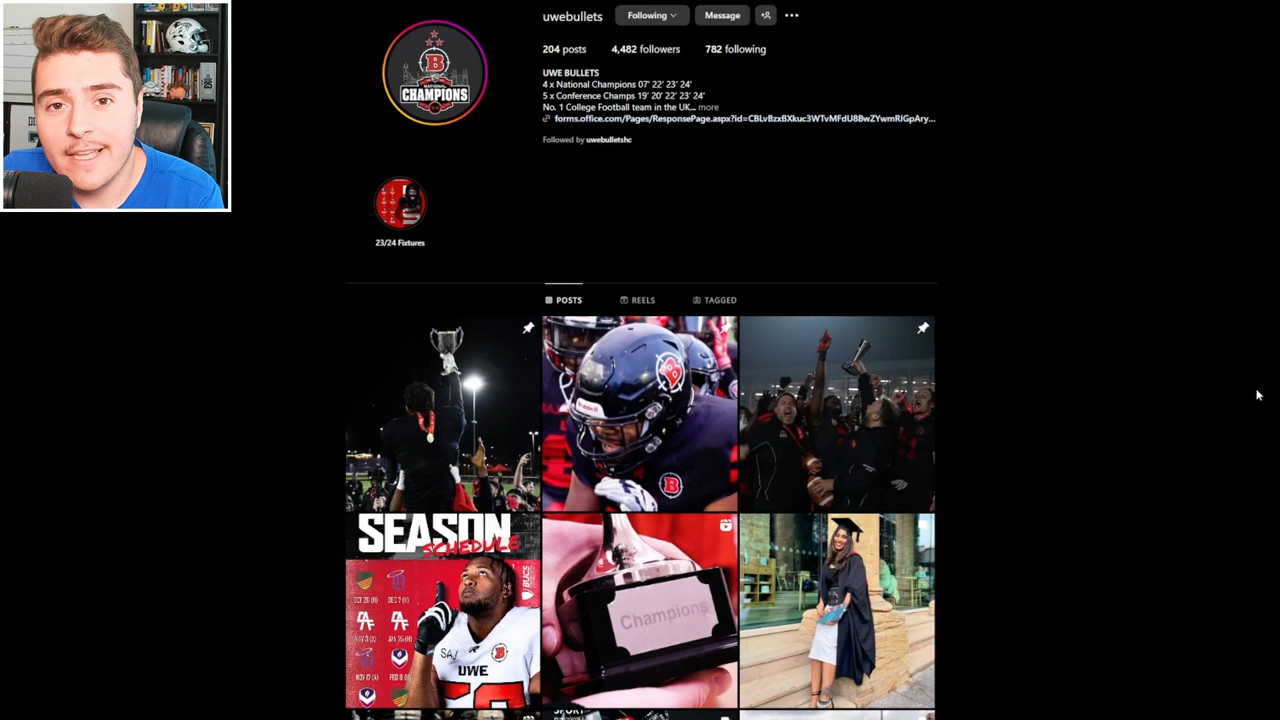 uwebullets
Following
Message
204 posts
4,482 followers
782 following
UWE BULLETS
4 x National Champions 07' 22' 23' 24'
5 x Conference Champs 19' 20' 22' 23' 24'
No. 1 College Football team in the UK... more
forms.office.com/Pages/ResponsePage.aspx?id=CBLvBzxBXkuc3WTvMFdU8BwZYwmRIGpAry...
Followed by uwebulletshc
B
NATIONAL
CHAMPIONS
23/24 Fixtures
POSTS
REELS
TAGGED
B
SEASON
SCHEDULE
BUCS
UWE
B
Champions